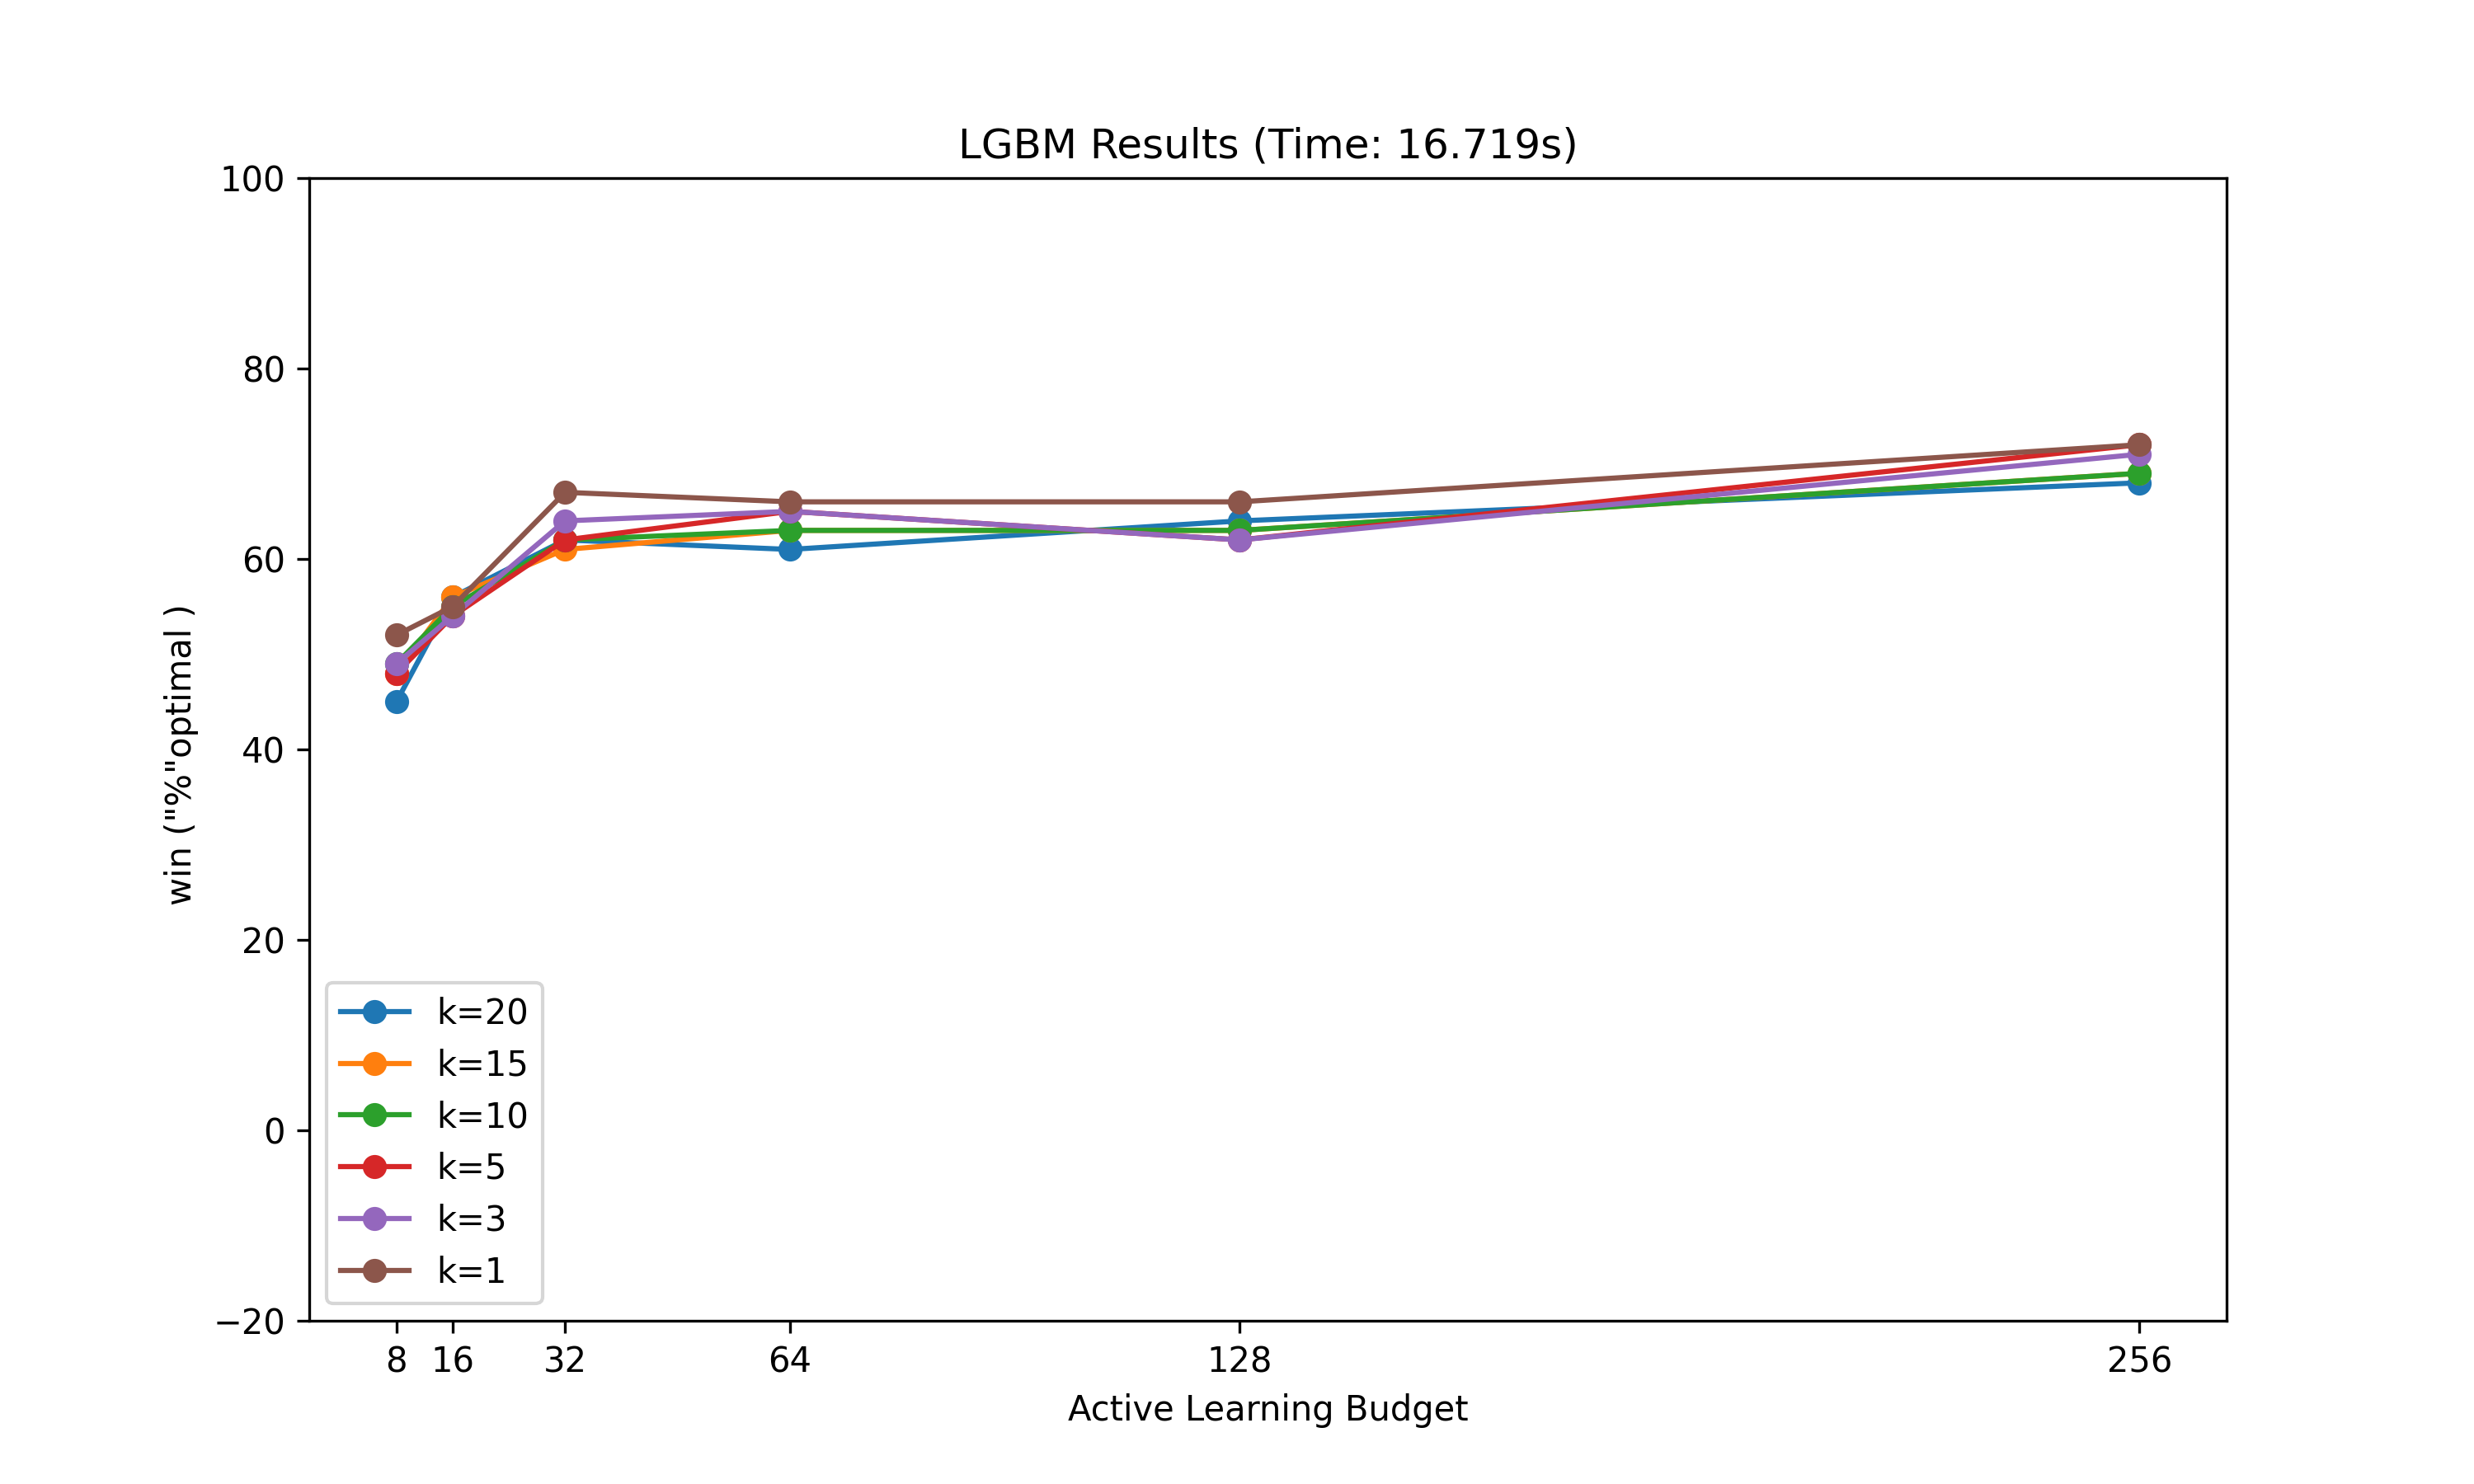 LGBM Results (Time: 16.719s)
100
80
60
40
20
0
−20
win ("%"optimal )
k=20
k=15
k=10
k=5
k=3
k=1
8 16 32 64 128 256
Active Learning Budget